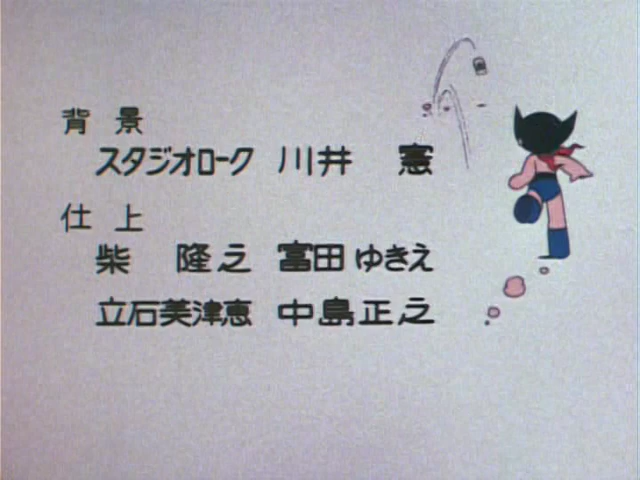 背景
スタジオローク 川井 憲
仕上
柴 隆之 富田ゆきえ
立石美津恵 中島正之